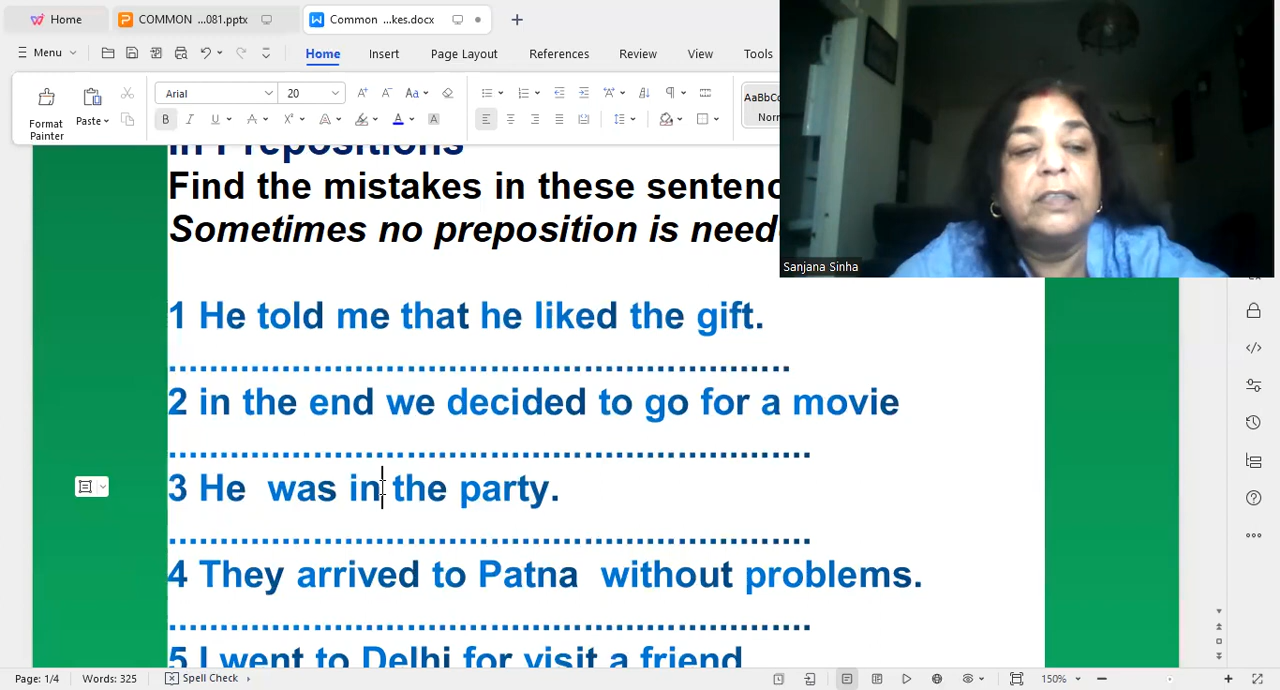 Home
COMMON ...081.pptx
Common ...kes.docx
Menu
Home
Insert
Page Layout
References
Review
View
Tools
Format
Painter
Paste
Arial
20
AaBbCc
Norm
in Prepositions
Find the mistakes in these sentenc
Sometimes no preposition is need
Sanjana Sinha
1 He told me that he liked the gift.
2 in the end we decided to go for a movie
3 He was in the party.
4 They arrived to Patna without problems.
5 I went to Delhi for visit a friend
Page: 1/4
Words: 325
Spell Check
150%